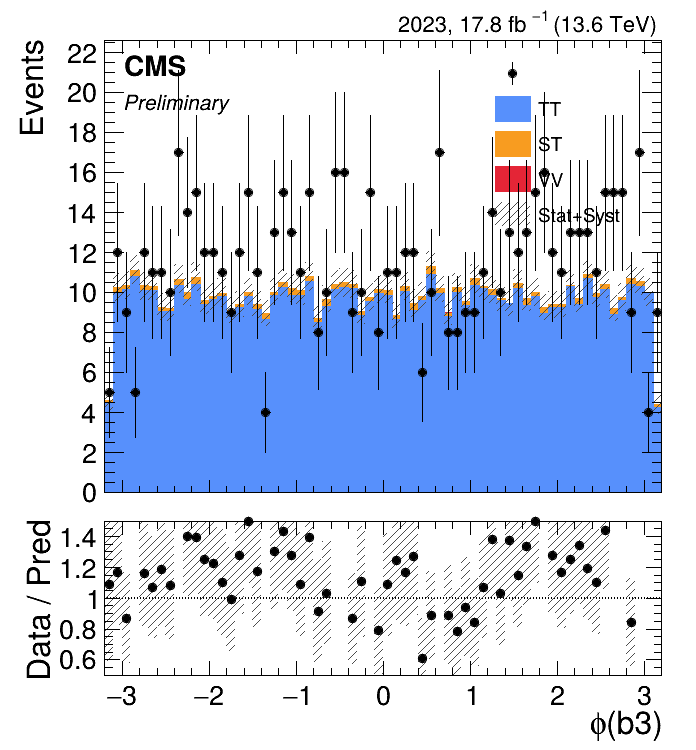 2023, 17.8 fb⁻¹ (13.6 TeV)
Events
22
20
18
16
14
12
10
8
6
4
2
0
CMS
Preliminary
TT
ST
VV
Stat+Syst
Data / Pred
1.4
1.2
1
0.8
0.6
−3 −2 −1 0 1 2 3
ϕ(b3)